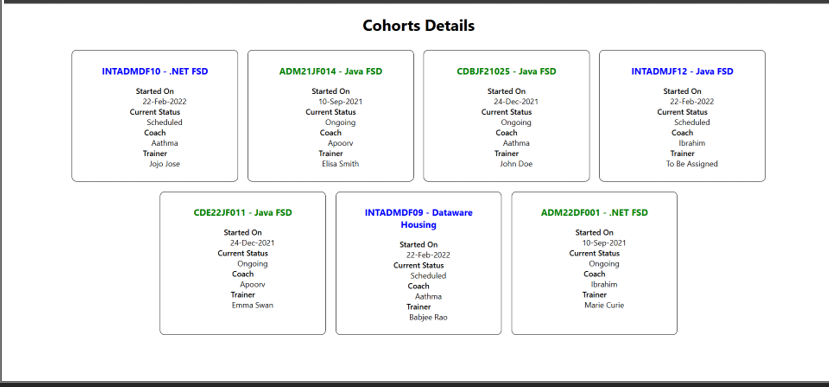 Cohorts Details
INTADMDF10 - .NET FSD
Started On
22-Feb-2022
Current Status
Scheduled
Coach
Aathma
Trainer
Jojo Jose
ADM21JF014 - Java FSD
Started On
10-Sep-2021
Current Status
Ongoing
Coach
Apoorv
Trainer
Elisa Smith
CDBJF21025 - Java FSD
Started On
24-Dec-2021
Current Status
Ongoing
Coach
Aathma
Trainer
John Doe
INTADMJF12 - Java FSD
Started On
22-Feb-2022
Current Status
Scheduled
Coach
Ibrahim
Trainer
To Be Assigned
CDE22JF011 - Java FSD
Started On
24-Dec-2021
Current Status
Ongoing
Coach
Apoorv
Trainer
Emma Swan
INTADMDF09 - Dataware
Housing
Started On
22-Feb-2022
Current Status
Scheduled
Coach
Aathma
Trainer
Babjee Rao
ADM22DF001 - .NET FSD
Started On
10-Sep-2021
Current Status
Ongoing
Coach
Ibrahim
Trainer
Marie Curie